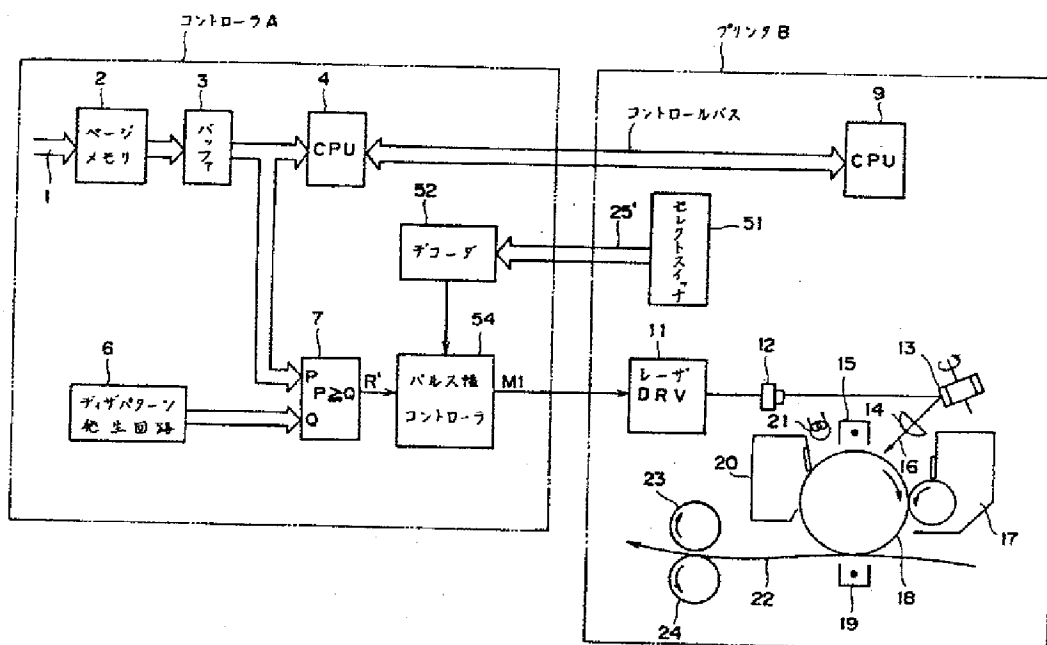 コントローラA
プリンタB
2
3
4
9
ページ
メモリ
バッファ
CPU
コントロールバス
CPU
1
52
25'
セレクトスイッチ
51
デコーダ
6
7
54
11
12
13
ディザパターン
発生回路
P
P≧Q
Q
R'
パルス幅
コントローラ
M1
レーザ
DRV
15
14
21
16
20
23
17
22
18
24
19